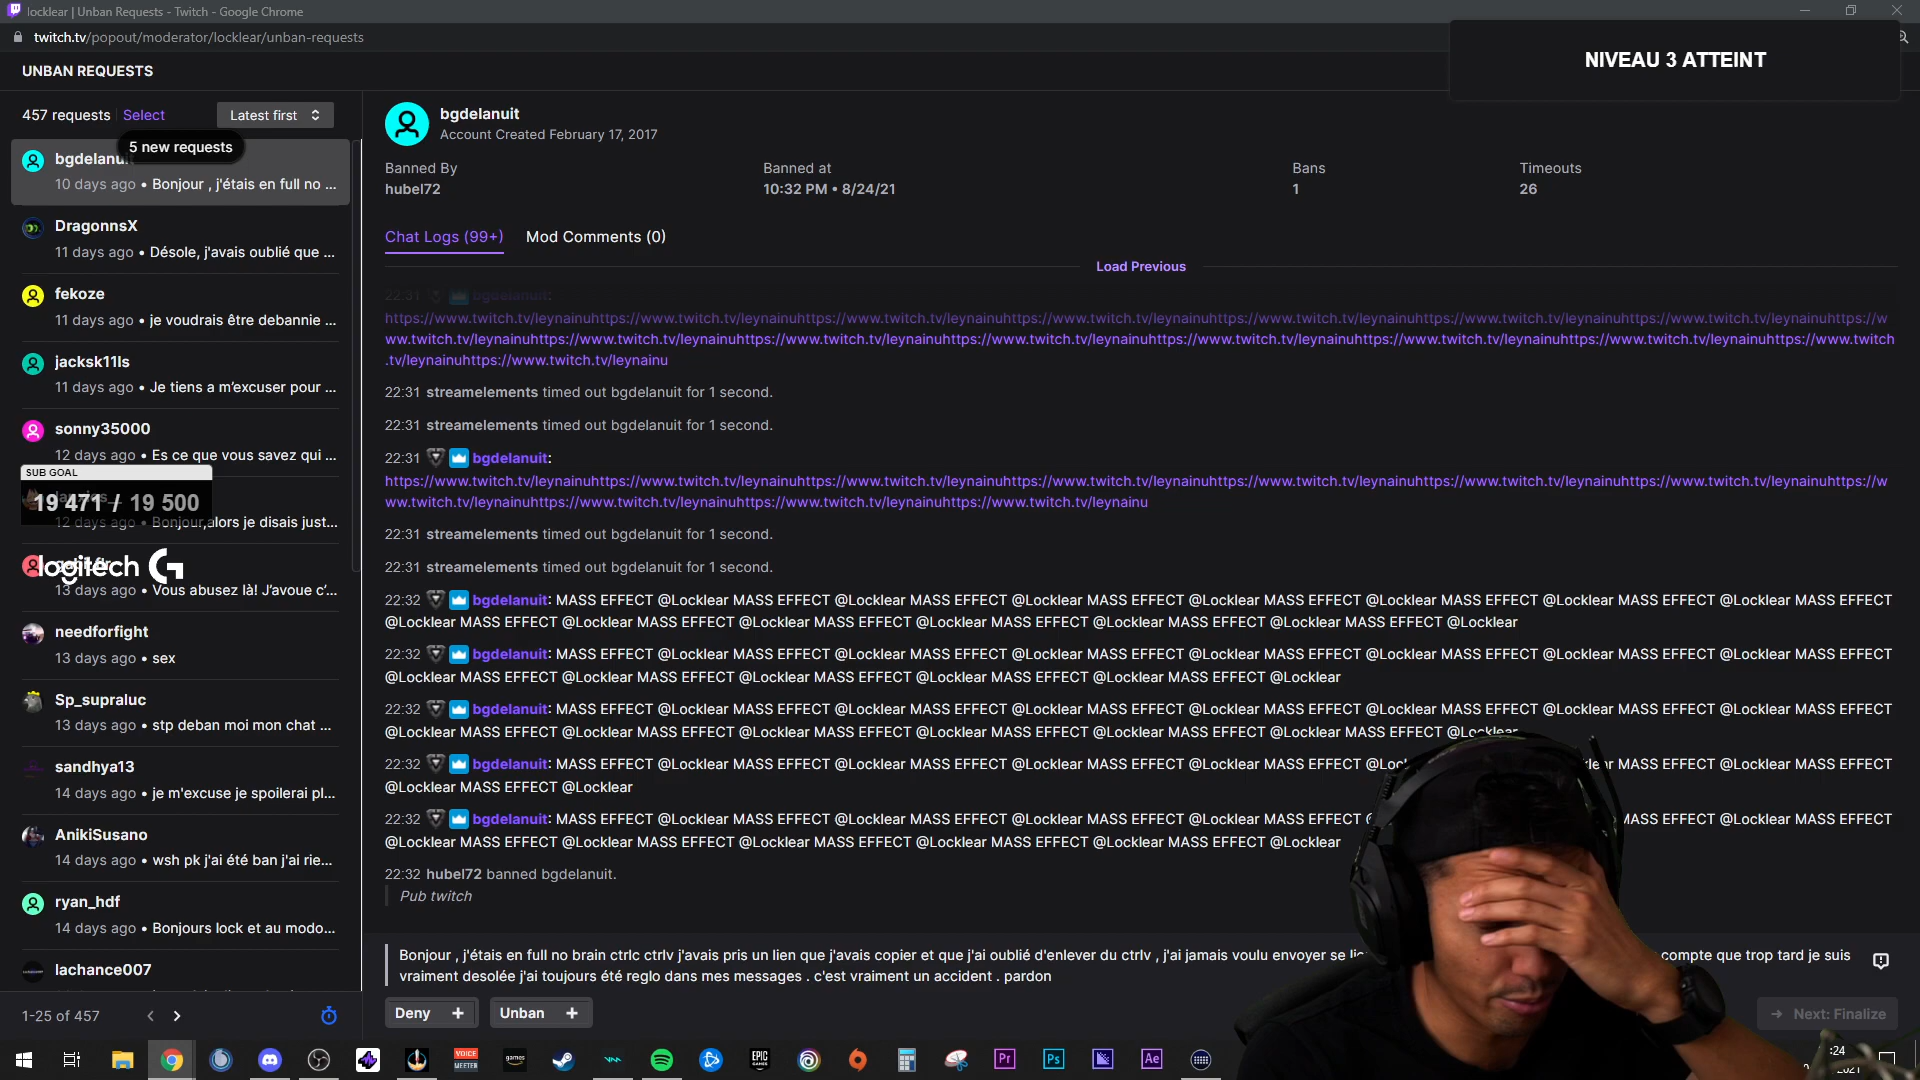 locklear | Unban Requests - Twitch - Google Chrome
twitch.tv/popout/moderator/locklear/unban-requests
NIVEAU 3 ATTEINT
UNBAN REQUESTS
457 requests Select Latest first
5 new requests
bgdelanuit
10 days ago • Bonjour , j'étais en full no ...
DragonnsX
11 days ago • Désole, j'avais oublié que ...
fekoze
11 days ago • je voudrais être debannie ...
jacksk11ls
11 days ago • Je tiens a m'excuser pour ...
sonny35000
12 days ago • Es ce que vous savez qui ...
SUB GOAL
19 471 / 19 500
12 days ago • Bonjour,alors je disais just...
logitech G
13 days ago • Vous abusez là! J'avoue c'...
needforfight
13 days ago • sex
Sp_supraluc
13 days ago • stp deban moi mon chat ...
sandhya13
14 days ago • je m'excuse je spoilerai pl...
AnikiSusano
14 days ago • wsh pk j'ai été ban j'ai rie...
ryan_hdf
14 days ago • Bonjours lock et au modo...
lachance007
1-25 of 457
bgdelanuit
Account Created February 17, 2017
Banned By Banned at Bans Timeouts
hubel72 10:32 PM • 8/24/21 1 26
Chat Logs (99+) Mod Comments (0)
Load Previous
22:31 bgdelanuit:
https://www.twitch.tv/leynainuhttps://www.twitch.tv/leynainuhttps://www.twitch.tv/leynainuhttps://www.twitch.tv/leynainuhttps://www.twitch.tv/leynainuhttps://www.twitch.tv/leynainuhttps://www.twitch.tv/leynainuhttps://w
ww.twitch.tv/leynainuhttps://www.twitch.tv/leynainuhttps://www.twitch.tv/leynainuhttps://www.twitch.tv/leynainuhttps://www.twitch.tv/leynainuhttps://www.twitch.tv/leynainuhttps://www.twitch.tv/leynainuhttps://www.twitch
.tv/leynainuhttps://www.twitch.tv/leynainu
22:31 streamelements timed out bgdelanuit for 1 second.
22:31 streamelements timed out bgdelanuit for 1 second.
22:31 bgdelanuit:
https://www.twitch.tv/leynainuhttps://www.twitch.tv/leynainuhttps://www.twitch.tv/leynainuhttps://www.twitch.tv/leynainuhttps://www.twitch.tv/leynainuhttps://www.twitch.tv/leynainuhttps://www.twitch.tv/leynainuhttps://w
ww.twitch.tv/leynainuhttps://www.twitch.tv/leynainuhttps://www.twitch.tv/leynainuhttps://www.twitch.tv/leynainu
22:31 streamelements timed out bgdelanuit for 1 second.
22:31 streamelements timed out bgdelanuit for 1 second.
22:32 bgdelanuit: MASS EFFECT @Locklear MASS EFFECT @Locklear MASS EFFECT @Locklear MASS EFFECT @Locklear MASS EFFECT @Locklear MASS EFFECT @Locklear MASS EFFECT @Locklear MASS EFFECT
@Locklear MASS EFFECT @Locklear MASS EFFECT @Locklear MASS EFFECT @Locklear MASS EFFECT @Locklear MASS EFFECT @Locklear MASS EFFECT @Locklear
22:32 bgdelanuit: MASS EFFECT @Locklear MASS EFFECT @Locklear MASS EFFECT @Locklear MASS EFFECT @Locklear MASS EFFECT @Locklear MASS EFFECT @Locklear MASS EFFECT @Locklear MASS EFFECT
@Locklear MASS EFFECT @Locklear MASS EFFECT @Locklear MASS EFFECT @Locklear MASS EFFECT @Locklear MASS EFFECT @Locklear
22:32 bgdelanuit: MASS EFFECT @Locklear MASS EFFECT @Locklear MASS EFFECT @Locklear MASS EFFECT @Locklear MASS EFFECT @Locklear MASS EFFECT @Locklear MASS EFFECT @Locklear MASS EFFECT
@Locklear MASS EFFECT @Locklear MASS EFFECT @Locklear MASS EFFECT @Locklear MASS EFFECT @Locklear MASS EFFECT @Locklear MASS EFFECT @Locklear
22:32 bgdelanuit: MASS EFFECT @Locklear MASS EFFECT @Locklear MASS EFFECT @Locklear MASS EFFECT @Locklear MASS EFFECT MASS EFFECT @Locklear MASS EFFECT
@Locklear MASS EFFECT @Locklear
22:32 bgdelanuit: MASS EFFECT @Locklear MASS EFFECT @Locklear MASS EFFECT @Locklear MASS EFFECT @Locklear MASS EFFECT MASS EFFECT @Locklear MASS EFFECT
@Locklear MASS EFFECT @Locklear MASS EFFECT @Locklear MASS EFFECT @Locklear MASS EFFECT @Locklear MASS EFFECT @Locklear
22:32 hubel72 banned bgdelanuit.
Pub twitch
Bonjour , j'étais en full no brain ctrlc ctrlv j'avais pris un lien que j'avais copier et que j'ai oublié d'enlever du ctrlv , j'ai jamais voulu envoyer se compte que trop tard je suis
vraiment desolée j'ai toujours été reglo dans mes messages . c'est vraiment un accident . pardon
Deny + Unban + Next: Finalize
VOICE
MEETER
games
EPIC
GAMES
Pr Ps Ae
:24
2021